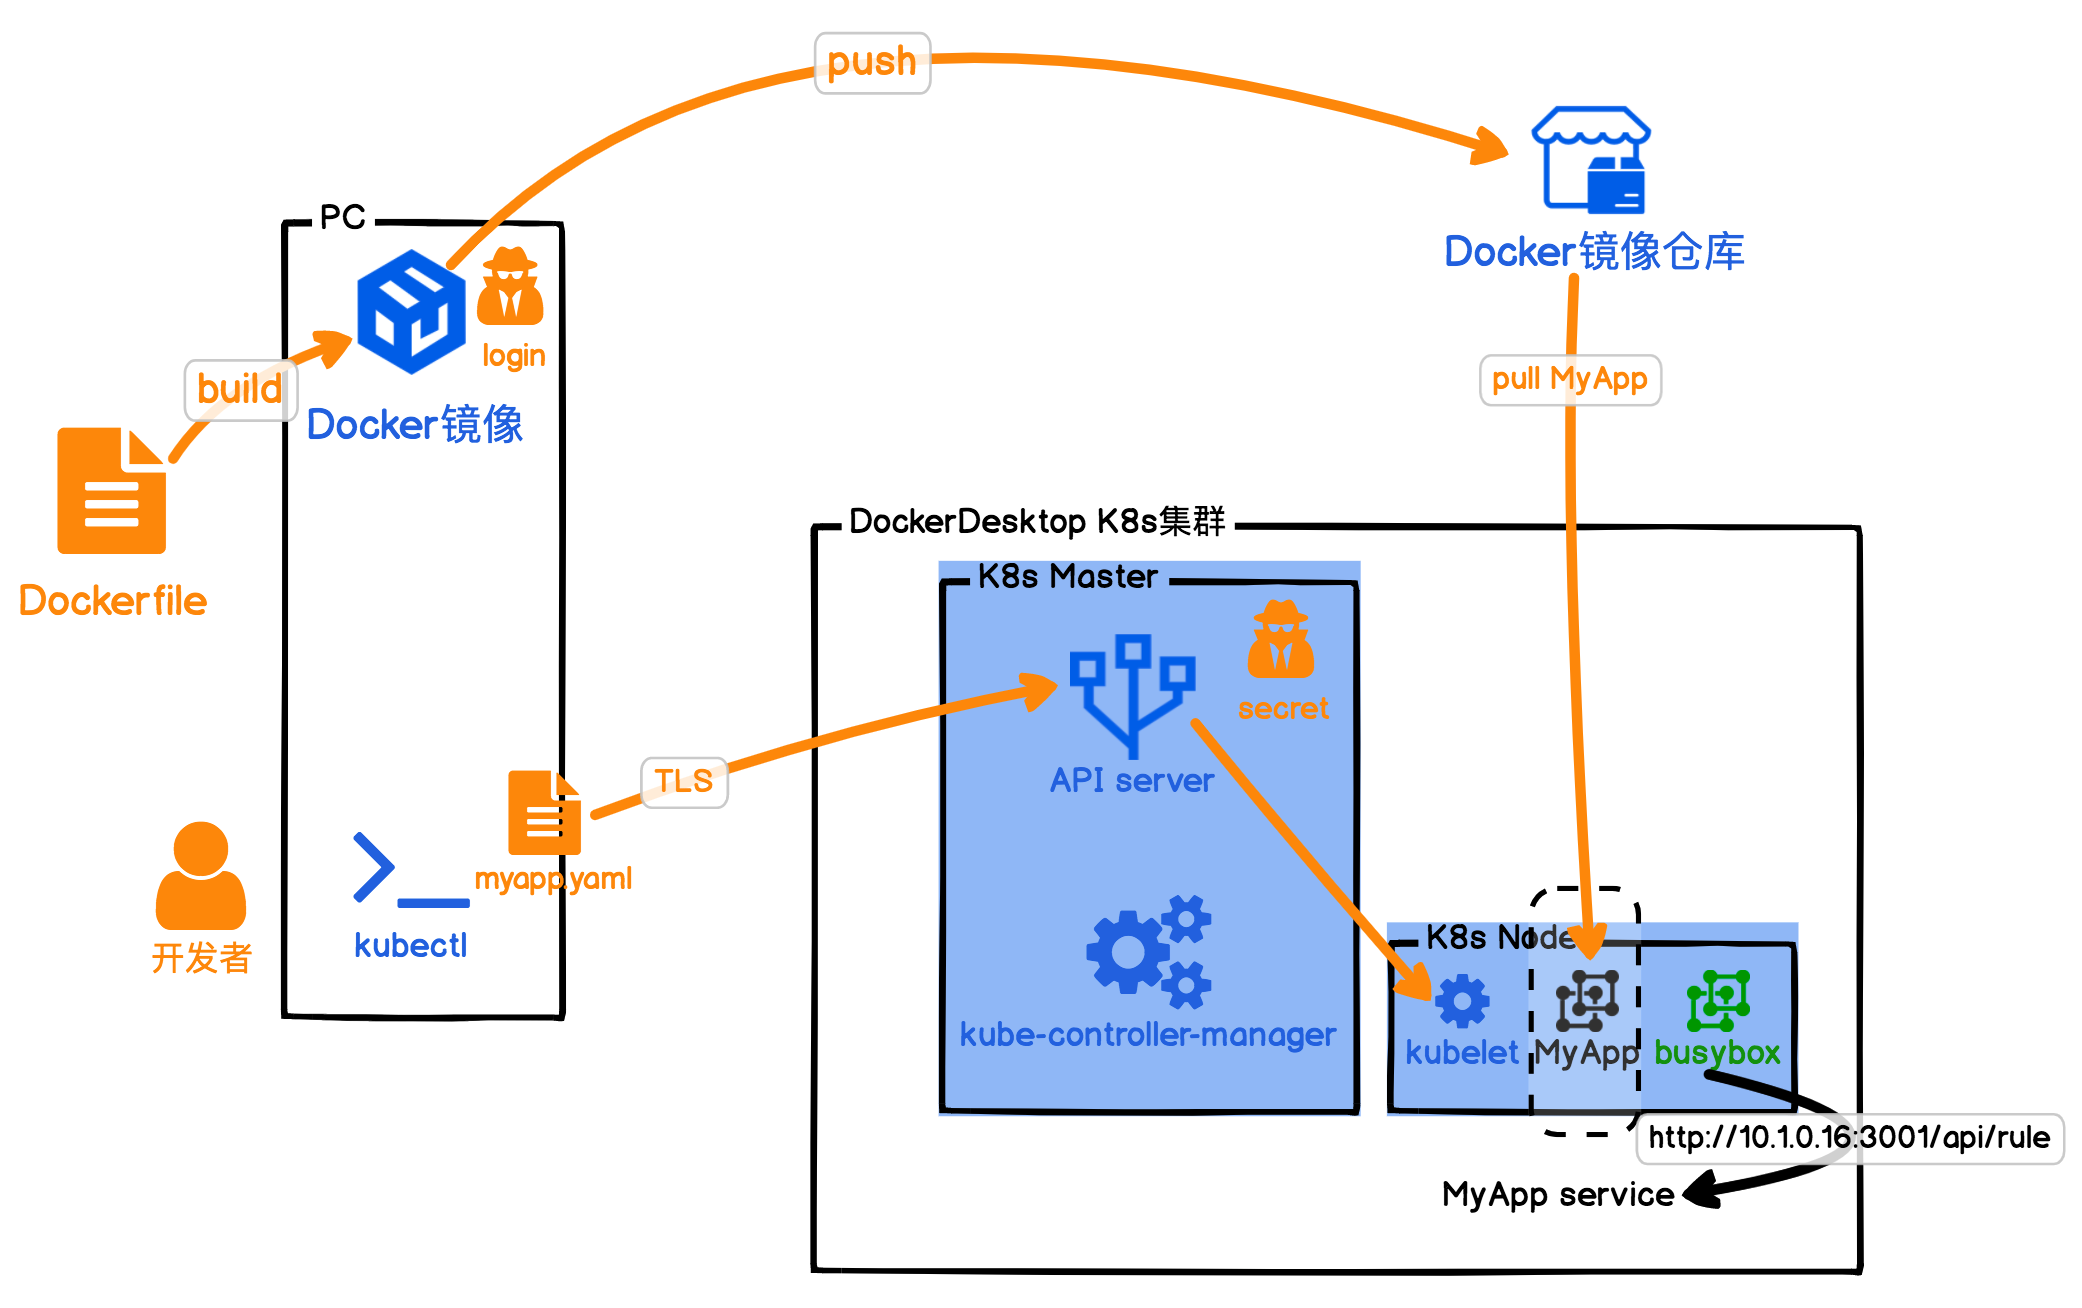 push
Docker镜像仓库
PC
login
build
Docker镜像
pull MyApp
Dockerfile
DockerDesktop K8s集群
K8s Master
secret
TLS
API server
myapp.yaml
开发者
kubectl
kube-controller-manager
K8s Node
kubelet
MyApp
busybox
http://10.1.0.16:3001/api/rule
MyApp service